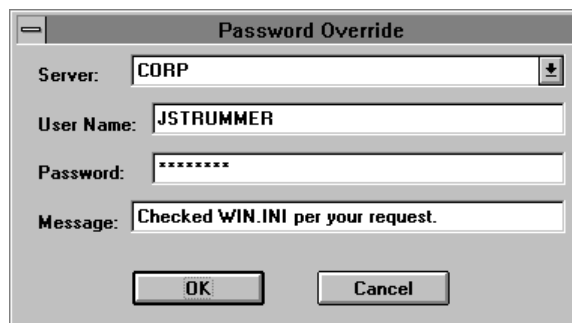 Password Override
Server: CORP
User Name: JSTRUMMER
Password: ********
Message: Checked WIN.INI per your request.
OK Cancel